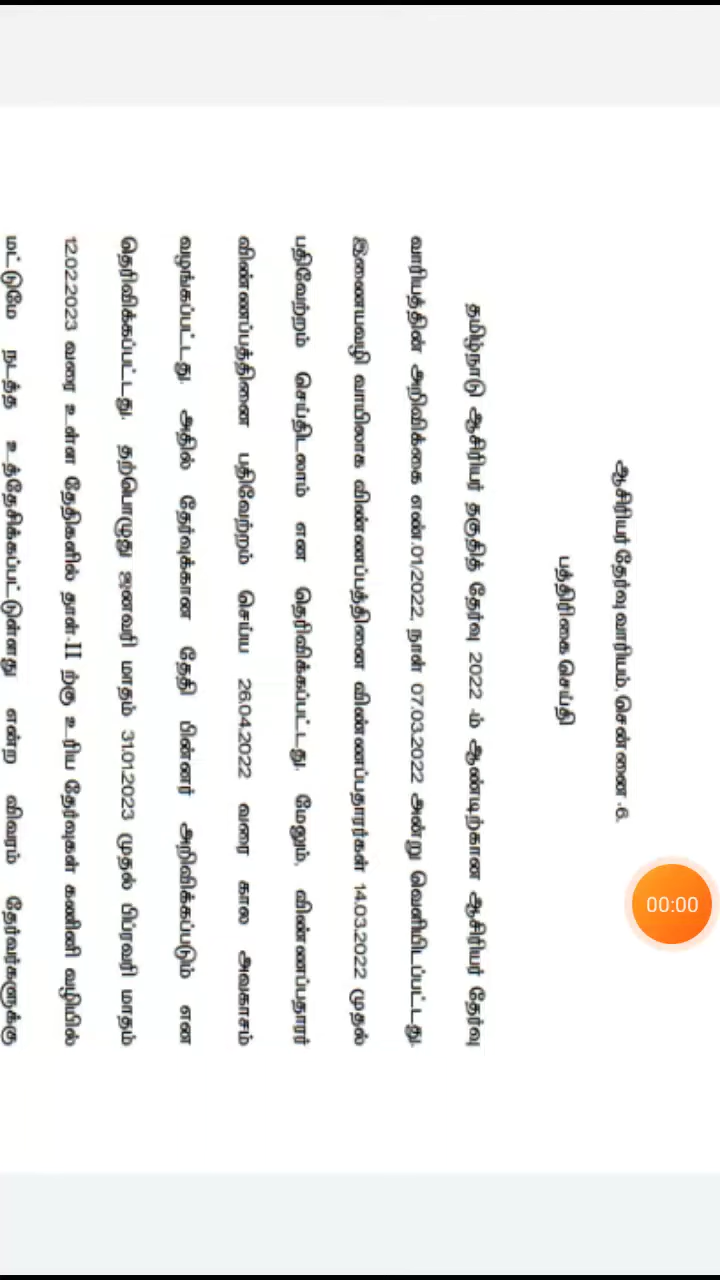 ஆசிரியர் தேர்வு வாரியம், சென்னை -6.
பத்திரிகை செய்தி
தமிழ்நாடு ஆசிரியர் தகுதித் தேர்வு 2022 -ம் ஆண்டிற்கான ஆசிரியர் தேர்வு
வாரியத்தின் அறிவிக்கை எண்.01/2022, நாள் 07.03.2022 அன்று வெளியிடப்பட்டது.
இணையவழி வாயிலாக விண்ணப்பத்தினை விண்ணப்பதாரர்கள் 14.03.2022 முதல்
பதிவேற்றம் செய்திடலாம் என தெரிவிக்கப்பட்டது. மேலும், விண்ணப்பதாரர்
விண்ணப்பத்தினை பதிவேற்றம் செய்ய 26.04.2022 வரை கால அவகாசம்
வழங்கப்பட்டது. அதில் தேர்வுக்கான தேதி பின்னர் அறிவிக்கப்படும் என
தெரிவிக்கப்பட்டது. தற்பொழுது ஜனவரி மாதம் 31.01.2023 முதல் பிப்ரவரி மாதம்
12.02.2023 வரை உள்ள தேதிகளில் தாள்-II ற்கு உரிய தேர்வுகள் கணினி வழியில்
மட்டுமே நடத்த உத்தேசிக்கப்பட்டுள்ளது என்ற விவரம் தேர்வர்களுக்கு
00:00